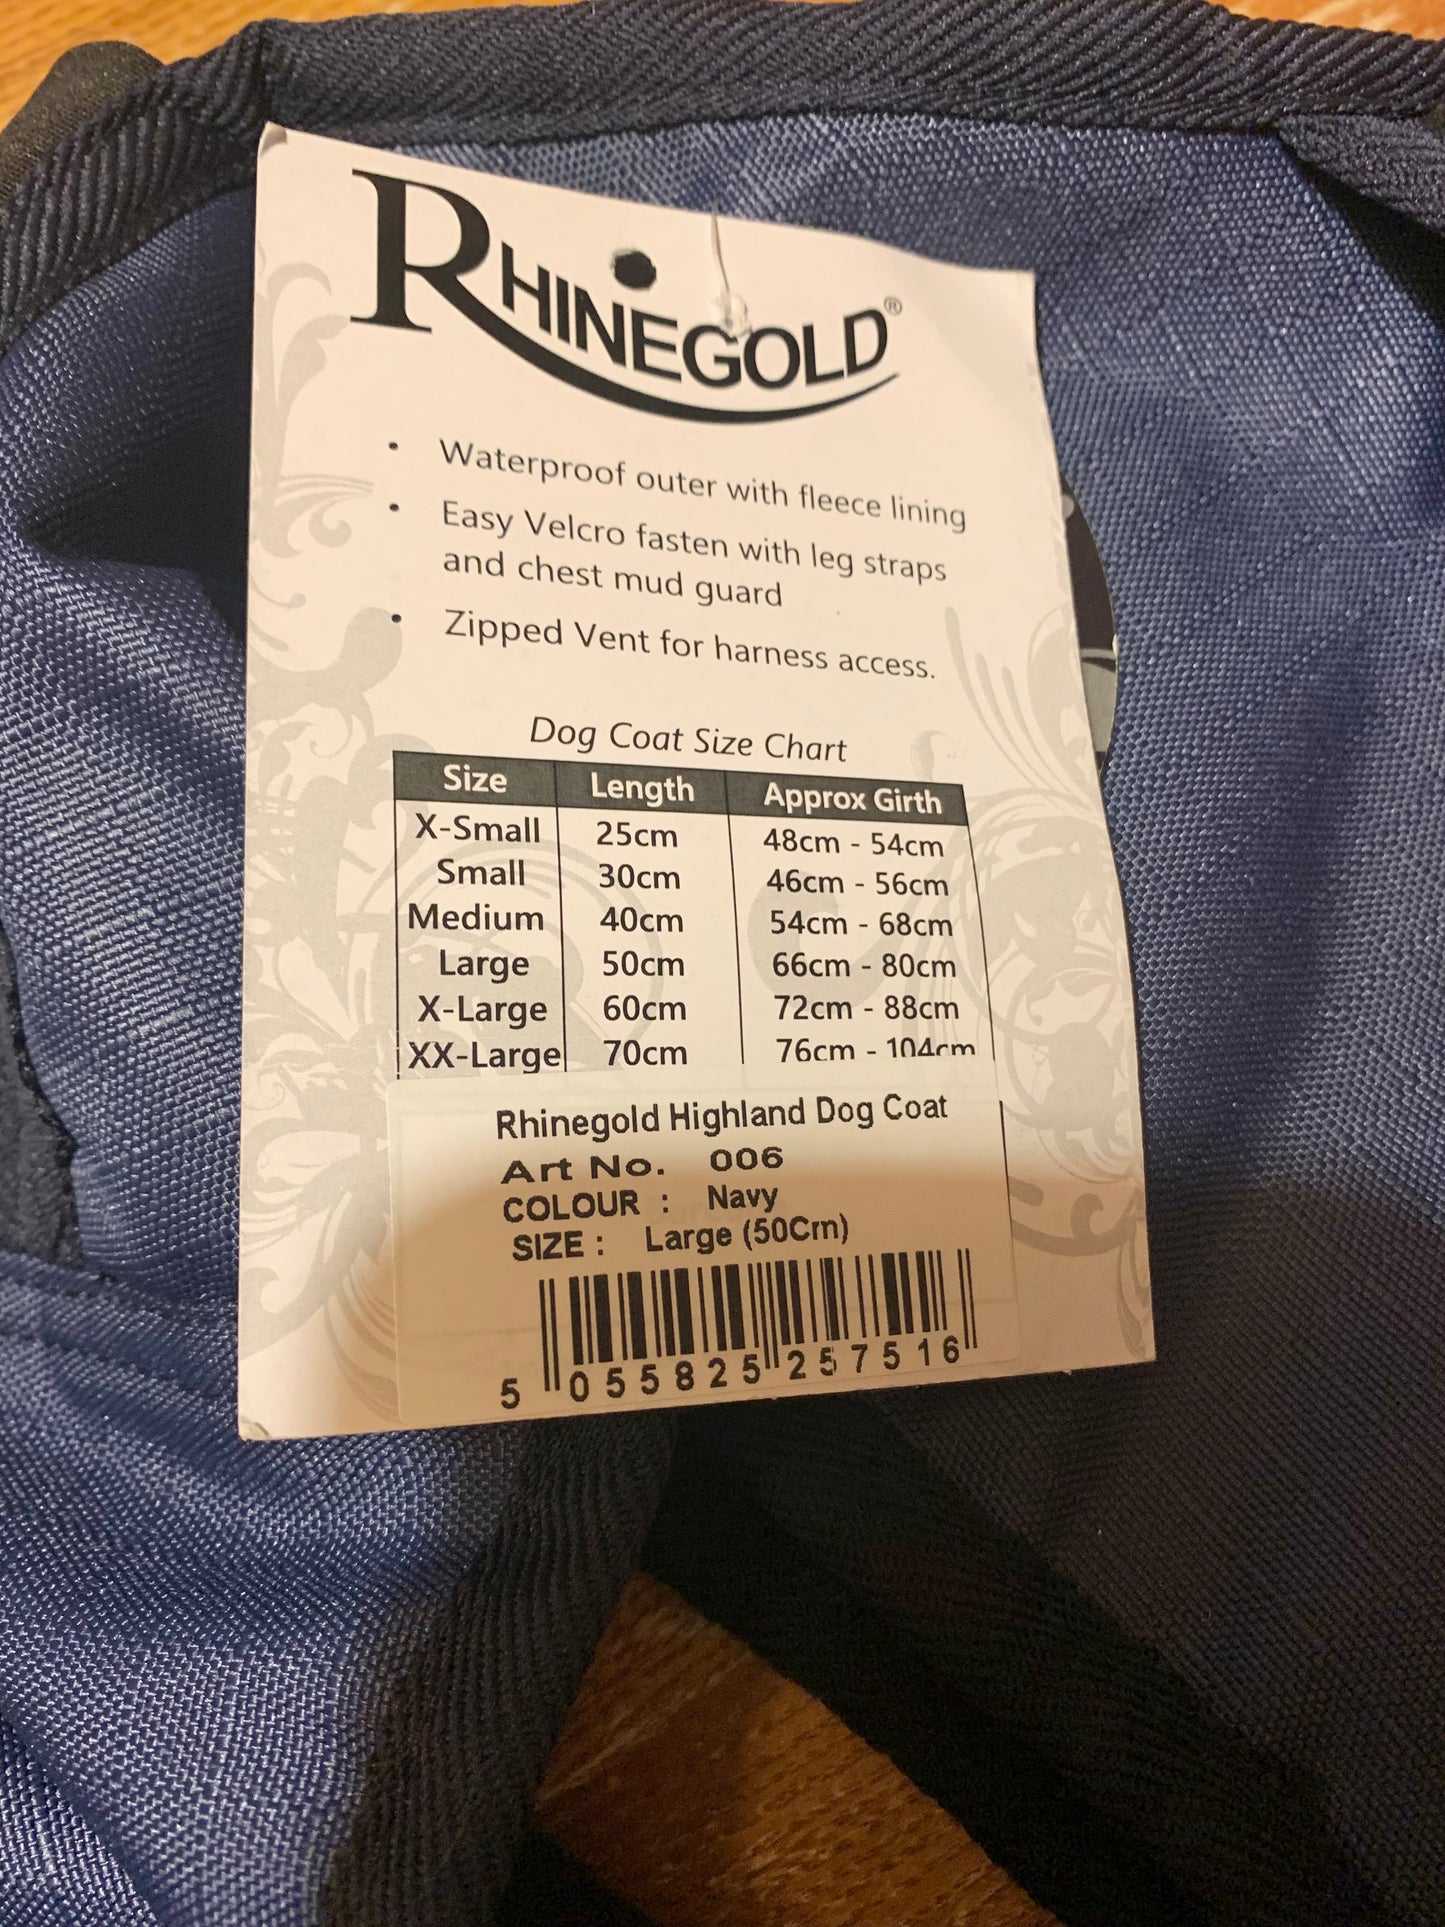 RHINEGOLD®
• Waterproof outer with fleece lining
• Easy Velcro fasten with leg straps
and chest mud guard
• Zipped Vent for harness access.
Dog Coat Size Chart
Size Length Approx Girth
X-Small 25cm 48cm - 54cm
Small 30cm 46cm - 56cm
Medium 40cm 54cm - 68cm
Large 50cm 66cm - 80cm
X-Large 60cm 72cm - 88cm
XX-Large 70cm 76cm - 104cm
Rhinegold Highland Dog Coat
Art No. 006
COLOUR : Navy
SIZE : Large (50Cm)
5 055825 257516